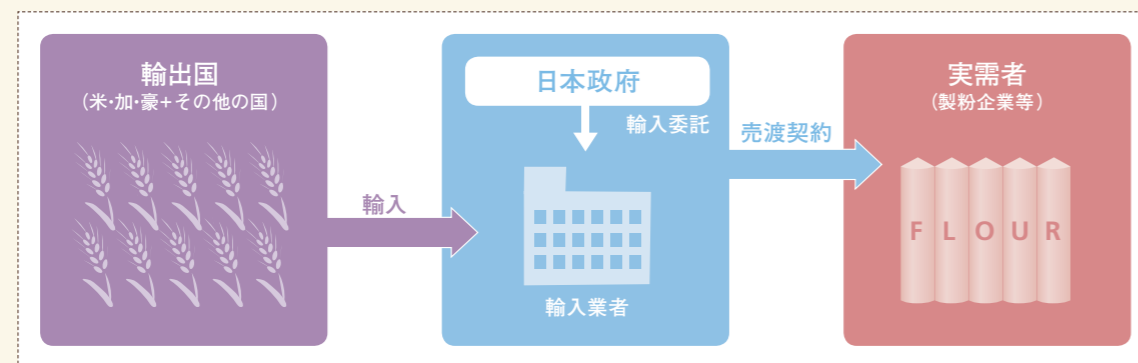 輸出国
（米・加・豪+その他の国）
輸入
日本政府
輸入委託
輸入業者
売渡契約
実需者
（製粉企業等）
FLOUR